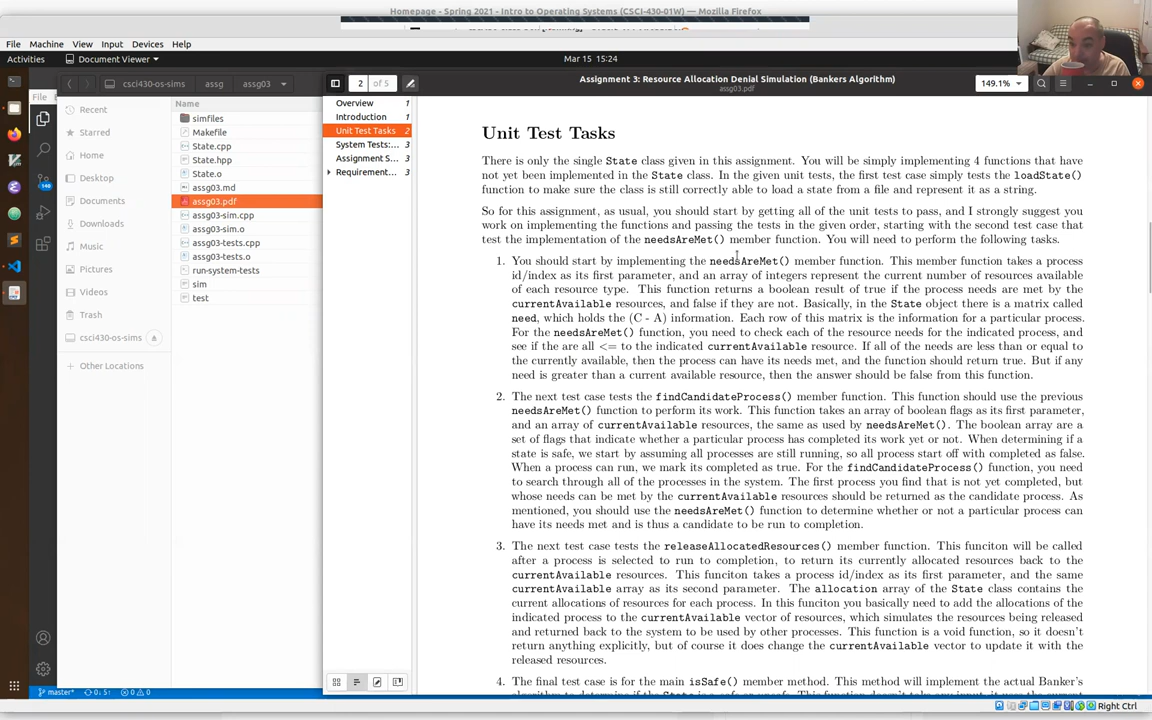 Homepage - Spring 2021 - Intro to Operating Systems (CSCI-430-01W) — Mozilla Firefox
File Machine View Input Devices Help
Activities Document Viewer Mar 15 15:24
csci430-os-sims assg assg03
2 of 5
Assignment 3: Resource Allocation Denial Simulation (Bankers Algorithm)
assg03.pdf
149.1%
File
Recent
Starred
Home
Desktop
Documents
Downloads
Music
Pictures
Videos
Trash
csci430-os-sims
Other Locations
Name
simfiles
Makefile
State.cpp
State.hpp
State.o
assg03.md
assg03.pdf
assg03-sim.cpp
assg03-sim.o
assg03-tests.cpp
assg03-tests.o
run-system-tests
sim
test
Overview 1
Introduction 1
Unit Test Tasks 2
System Tests:... 3
Assignment S... 3
Requirement... 3
Unit Test Tasks
There is only the single State class given in this assignment. You will be simply implementing 4 functions that have
not yet been implemented in the State class. In the given unit tests, the first test case simply tests the loadState()
function to make sure the class is still correctly able to load a state from a file and represent it as a string.
So for this assignment, as usual, you should start by getting all of the unit tests to pass, and I strongly suggest you
work on implementing the functions and passing the tests in the given order, starting with the second test case that
test the implementation of the needsAreMet() member function. You will need to perform the following tasks.
1. You should start by implementing the needsAreMet() member function. This member function takes a process
id/index as its first parameter, and an array of integers represent the current number of resources available
of each resource type. This function returns a boolean result of true if the process needs are met by the
currentAvailable resources, and false if they are not. Basically, in the State object there is a matrix called
need, which holds the (C - A) information. Each row of this matrix is the information for a particular process.
For the needsAreMet() function, you need to check each of the resource needs for the indicated process, and
see if the are all <= to the indicated currentAvailable resource. If all of the needs are less than or equal to
the currently available, then the process can have its needs met, and the function should return true. But if any
need is greater than a current available resource, then the answer should be false from this function.
2. The next test case tests the findCandidateProcess() member function. This function should use the previous
needsAreMet() function to perform its work. This function takes an array of boolean flags as its first parameter,
and an array of currentAvailable resources, the same as used by needsAreMet(). The boolean array are a
set of flags that indicate whether a particular process has completed its work yet or not. When determining if a
state is safe, we start by assuming all processes are still running, so all process start off with completed as false.
When a process can run, we mark its completed as true. For the findCandidateProcess() function, you need
to search through all of the processes in the system. The first process you find that is not yet completed, but
whose needs can be met by the currentAvailable resources should be returned as the candidate process. As
mentioned, you should use the needsAreMet() function to determine whether or not a particular process can
have its needs met and is thus a candidate to be run to completion.
3. The next test case tests the releaseAllocatedResources() member function. This funciton will be called
after a process is selected to run to completion, to return its currently allocated resources back to the
currentAvailable resources. This funciton takes a process id/index as its first parameter, and the same
currentAvailable array as its second parameter. The allocation array of the State class contains the
current allocations of resources for each process. In this funciton you basically need to add the allocations of the
indicated process to the currentAvailable vector of resources, which simulates the resources being released
and returned back to the system to be used by other processes. This function is a void function, so it doesn't
return anything explicitly, but of course it does change the currentAvailable vector to update it with the
released resources.
4. The final test case is for the main isSafe() member method. This method will implement the actual Banker's
master* 0↓ 5↑ 0 0
Right Ctrl